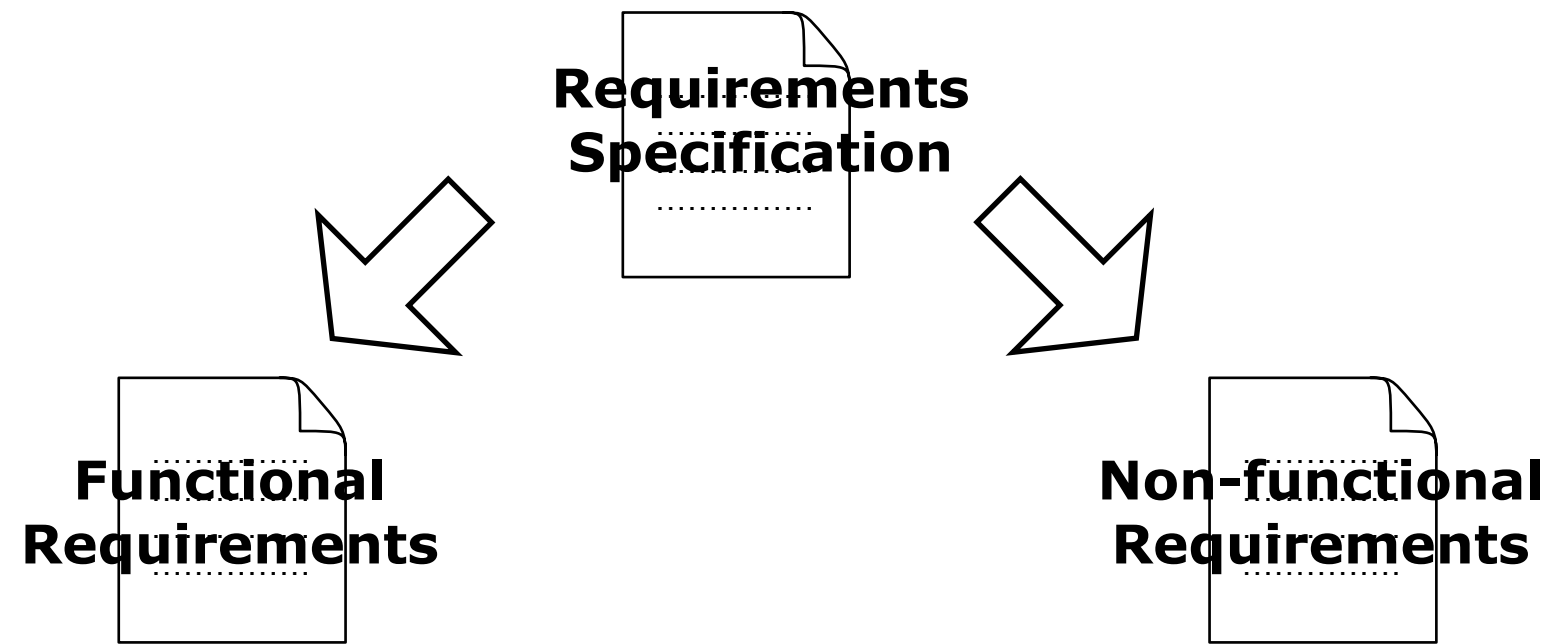 Requirements
Specification
Functional
Requirements
Non-functional
Requirements